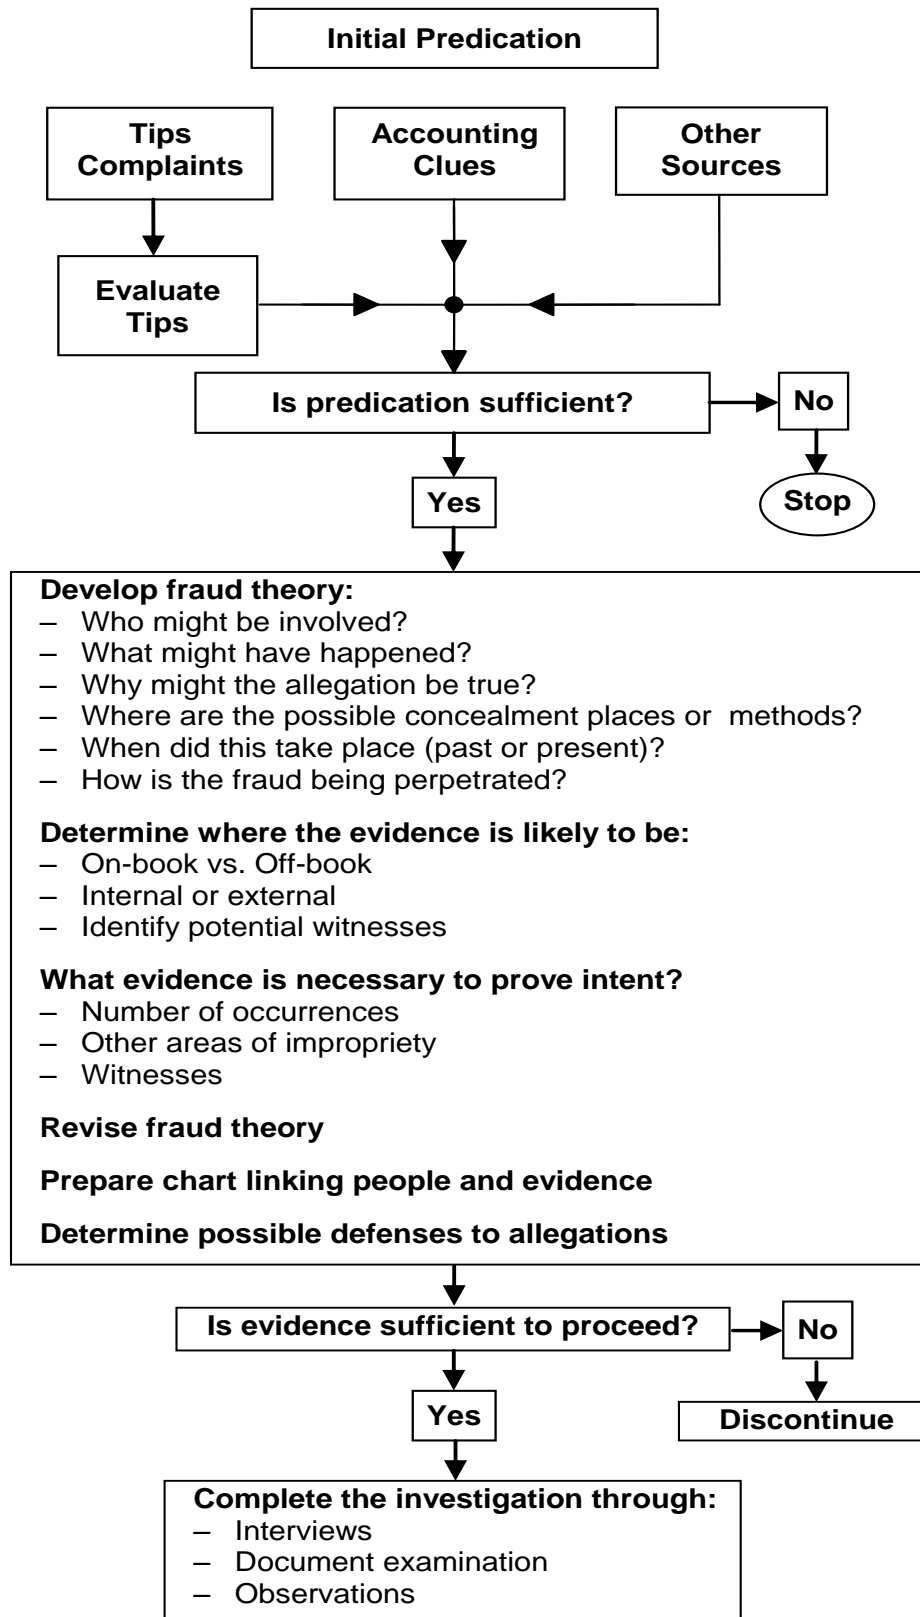 Initial Predication
Tips
Complaints
Accounting
Clues
Other
Sources
Evaluate
Tips
Is predication sufficient?
No
Yes
Stop
Develop fraud theory:
– Who might be involved?
– What might have happened?
– Why might the allegation be true?
– Where are the possible concealment places or methods?
– When did this take place (past or present)?
– How is the fraud being perpetrated?
Determine where the evidence is likely to be:
– On-book vs. Off-book
– Internal or external
– Identify potential witnesses
What evidence is necessary to prove intent?
– Number of occurrences
– Other areas of impropriety
– Witnesses
Revise fraud theory
Prepare chart linking people and evidence
Determine possible defenses to allegations
Is evidence sufficient to proceed?
No
Yes
Discontinue
Complete the investigation through:
– Interviews
– Document examination
– Observations